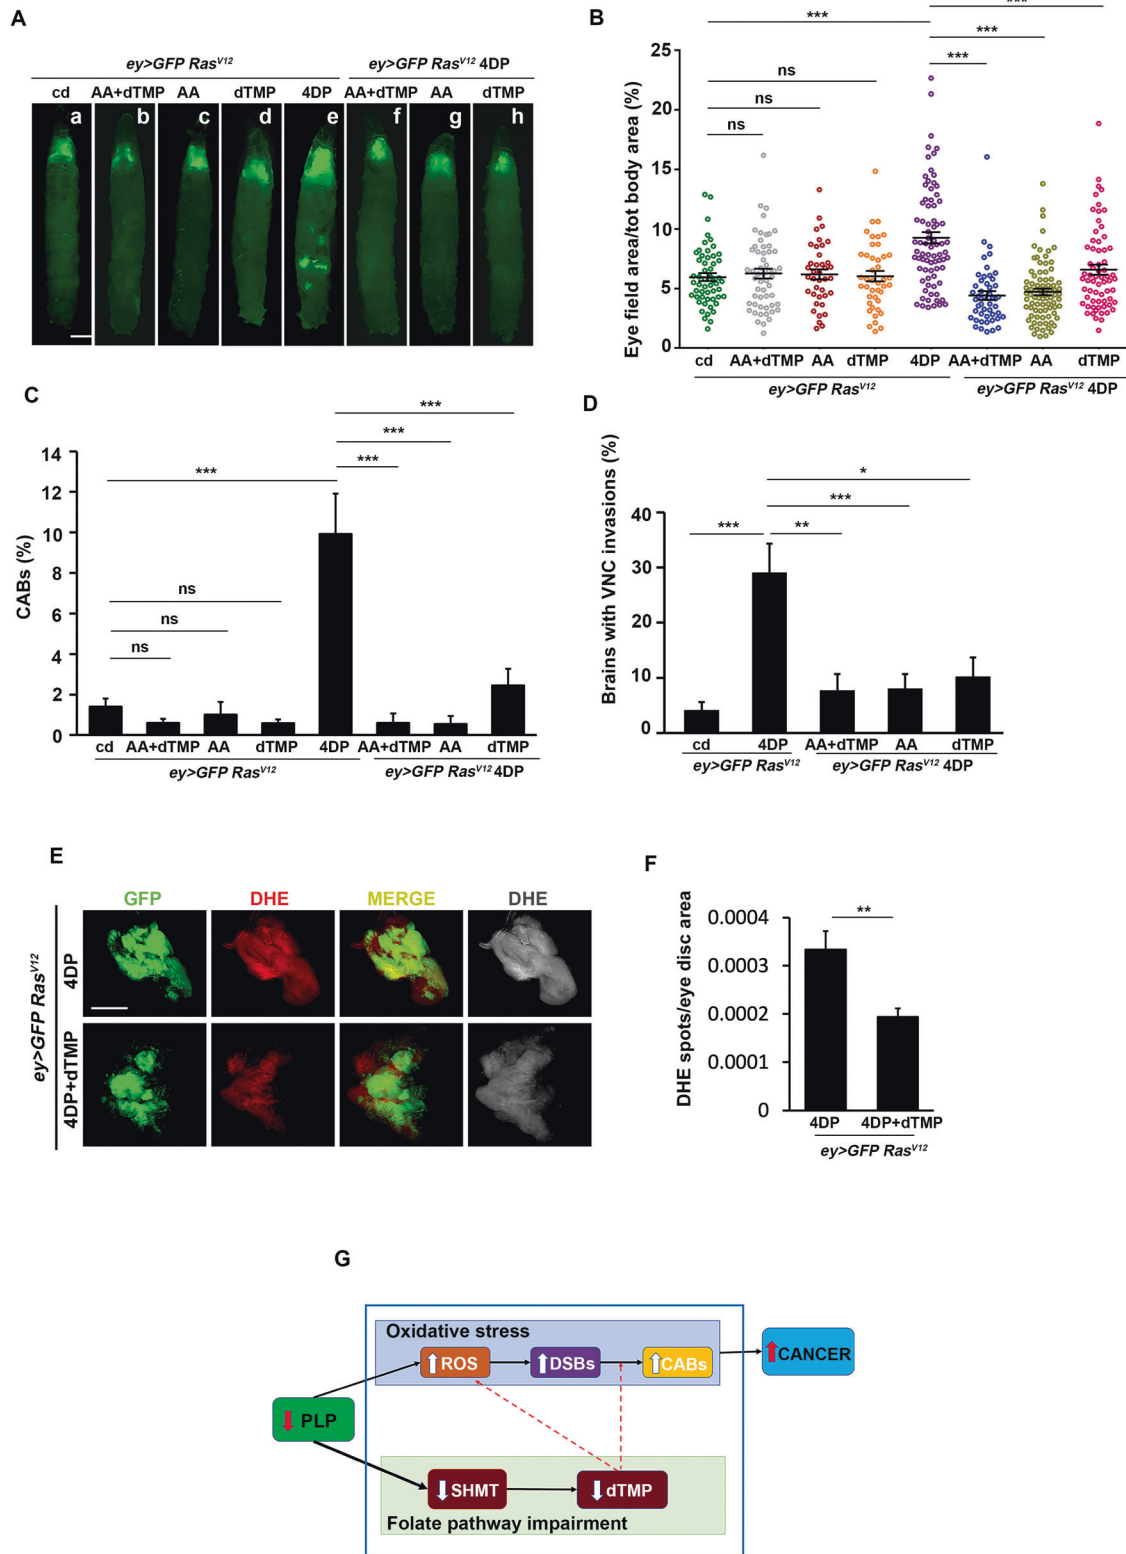 A
ey>GFP Ras^V12
ey>GFP Ras^V12 4DP
cd AA+dTMP AA dTMP 4DP AA+dTMP AA dTMP
a b c d e f g h
B
***
***
***
***
ns
ns
ns
Eye field area/tot body area (%)
25
20
15
10
5
0
cd AA+dTMP AA dTMP 4DP AA+dTMP AA dTMP
ey>GFP Ras^V12
ey>GFP Ras^V12 4DP
C
***
***
***
***
ns
ns
ns
CABs (%)
14
12
10
8
6
4
2
0
cd AA+dTMP AA dTMP 4DP AA+dTMP AA dTMP
ey>GFP Ras^V12
ey>GFP Ras^V12 4DP
D
*
***
*** **
Brains with VNC invasions (%)
40
30
20
10
0
cd 4DP AA+dTMP AA dTMP
ey>GFP Ras^V12
ey>GFP Ras^V12 4DP
E
GFP DHE MERGE DHE
ey>GFP Ras^V12
4DP
4DP+dTMP
F
**
DHE spots/eye disc area
0.0004
0.0003
0.0002
0.0001
0
4DP 4DP+dTMP
ey>GFP Ras^V12
G
Oxidative stress
ROS
DSBs
CABs
CANCER
PLP
SHMT
dTMP
Folate pathway impairment